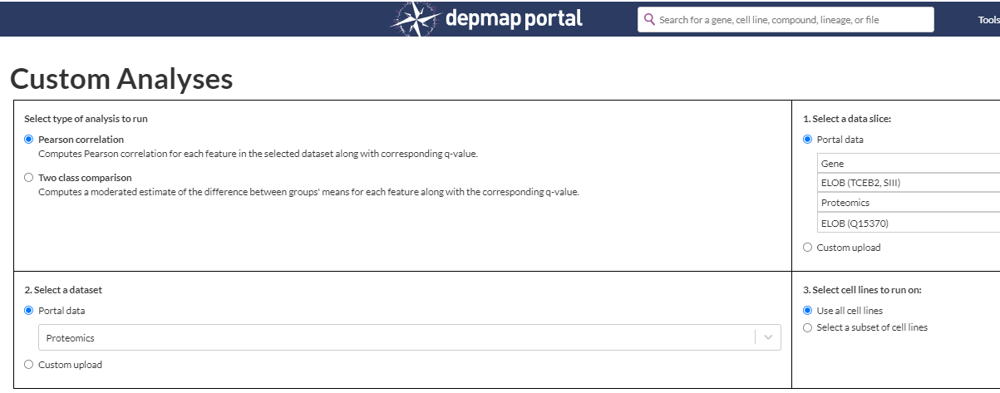 depmap portal
Search for a gene, cell line, compound, lineage, or file
Tools
Custom Analyses
Select type of analysis to run
Pearson correlation
Computes Pearson correlation for each feature in the selected dataset along with corresponding q-value.
Two class comparison
Computes a moderated estimate of the difference between groups' means for each feature along with the corresponding q-value.
1. Select a data slice:
Portal data
Gene
ELOB (TCEB2, SIII)
Proteomics
ELOB (Q15370)
Custom upload
2. Select a dataset
Portal data
Proteomics
Custom upload
3. Select cell lines to run on:
Use all cell lines
Select a subset of cell lines